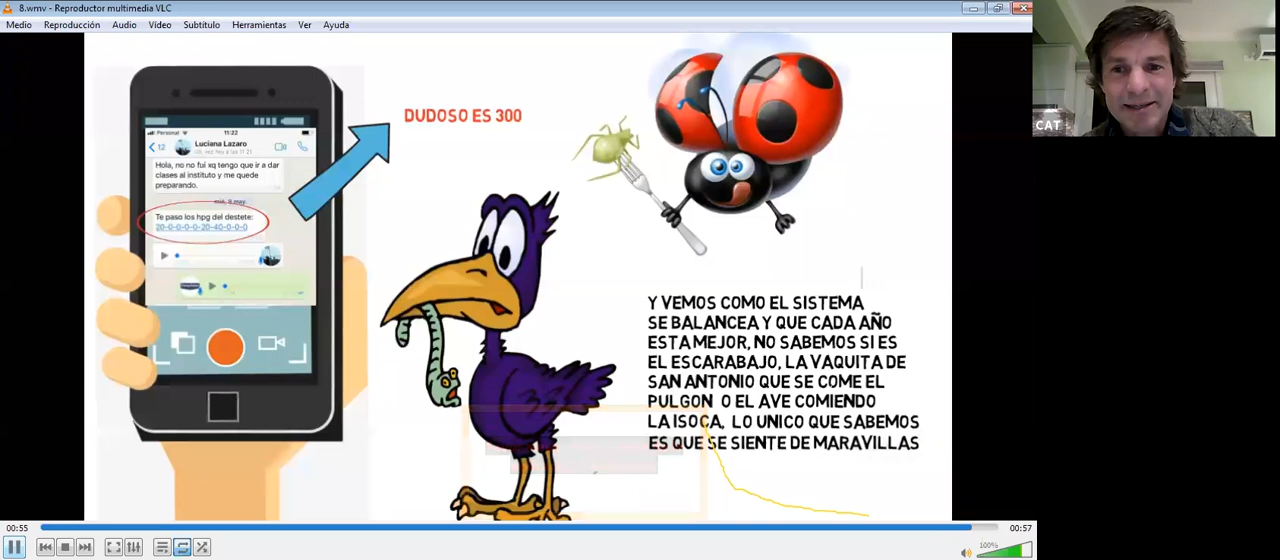 8.wmv - Reproductor multimedia VLC
Medio Reproducción Audio Vídeo Subtítulo Herramientas Ver Ayuda
Personal 11:22
12 Luciana Lazaro
Hola, no no fui xq tengo que ir a dar
clases al instituto y me quede
preparando.
mié, 9 may.
Te paso los hpg del destete:
20-0-0-0-0-20-40-0-0-0
DUDOSO ES 300
Y VEMOS COMO EL SISTEMA
SE BALANCEA Y QUE CADA AÑO
ESTA MEJOR, NO SABEMOS SI ES
EL ESCARABAJO, LA VAQUITA DE
SAN ANTONIO QUE SE COME EL
PULGON O EL AVE COMIENDO
LA ISOCA, LO UNICO QUE SABEMOS
ES QUE SE SIENTE DE MARAVILLAS
CAT
00:55 00:57
100%